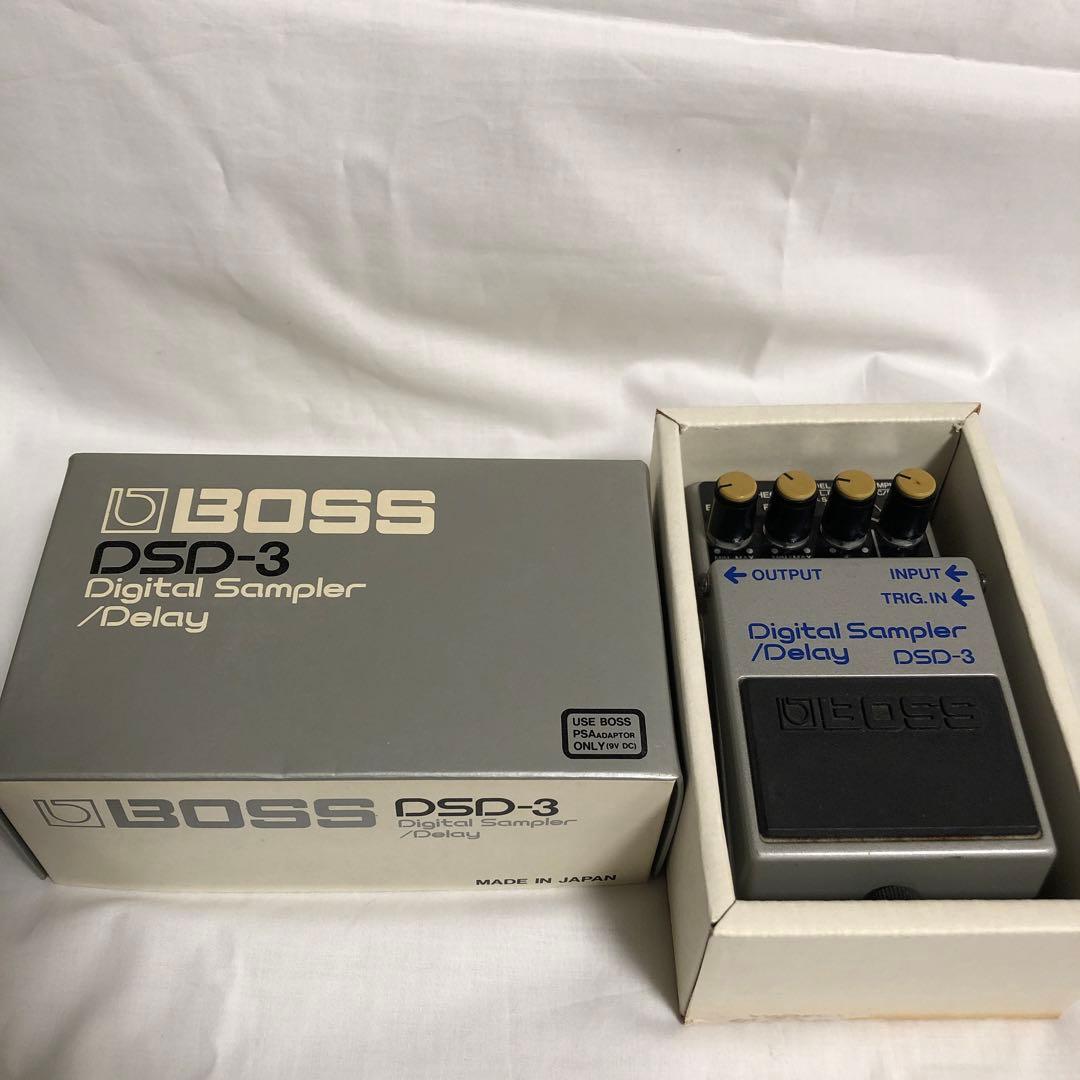 BOSS
DSD-3
Digital Sampler
/Delay
USE BOSS
PSA ADAPTOR
ONLY (9V DC)
BOSS DSD-3
Digital Sampler
/Delay
MADE IN JAPAN
OUTPUT INPUT
TRIG. IN
Digital Sampler
/Delay DSD-3
BOSS